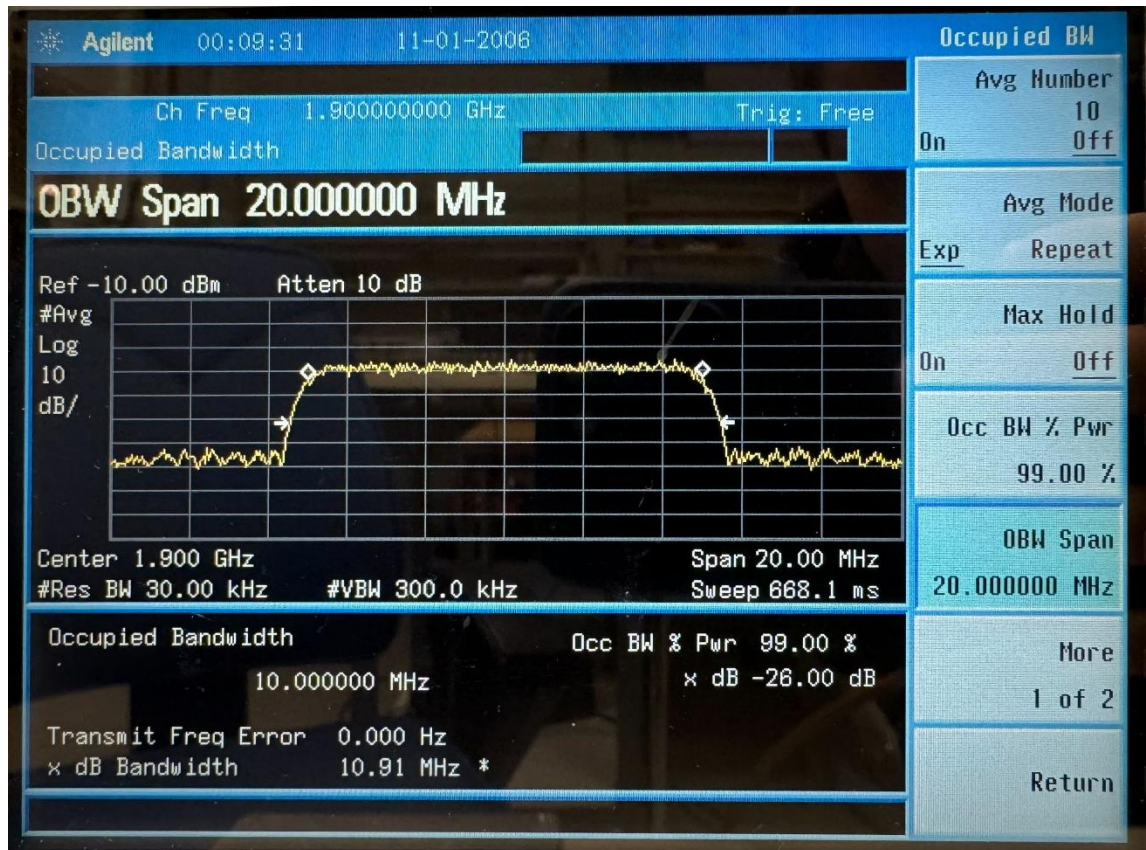 Agilent 00:09:31 11-01-2006 Occupied BW
Ch Freq 1.900000000 GHz Trig: Free
Occupied Bandwidth
OBW Span 20.000000 MHz
Ref -10.00 dBm Atten 10 dB
#Avg
Log
10
dB/
Center 1.900 GHz Span 20.00 MHz
#Res BW 30.00 kHz #VBW 300.0 kHz Sweep 668.1 ms
Occupied Bandwidth Occ BW % Pwr 99.00 %
10.000000 MHz x dB -26.00 dB
Transmit Freq Error 0.000 Hz
x dB Bandwidth 10.91 MHz *
Avg Number
10
On Off
Avg Mode
Exp Repeat
Max Hold
On Off
Occ BW % Pwr
99.00 %
OBW Span
20.000000 MHz
More
1 of 2
Return